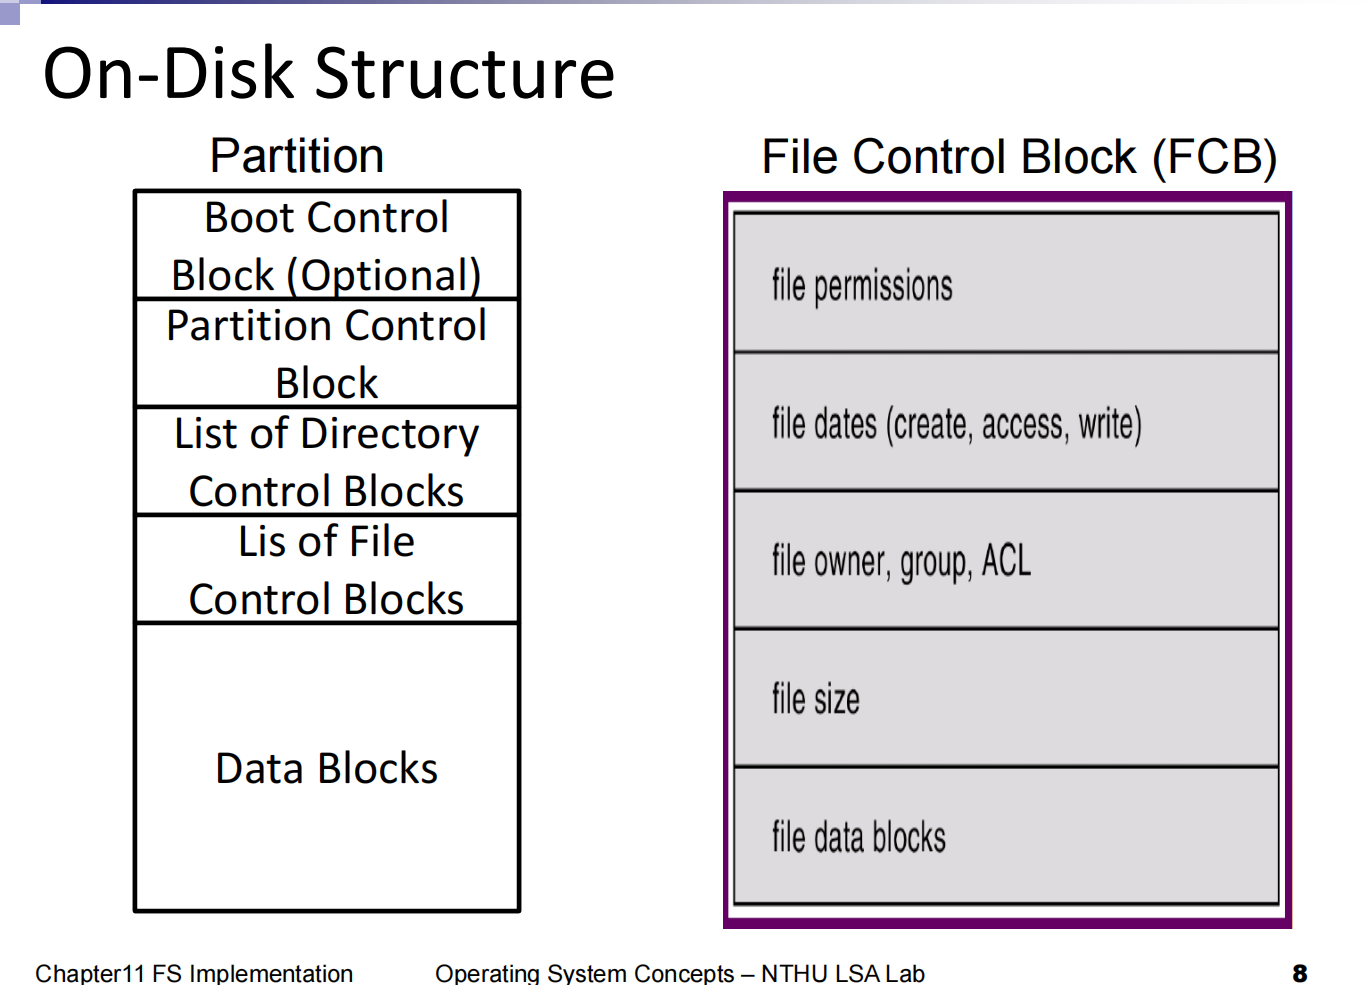 On-Disk Structure
Partition
Boot Control
Block (Optional)
Partition Control
Block
List of Directory
Control Blocks
Lis of File
Control Blocks
Data Blocks
File Control Block (FCB)
file permissions
file dates (create, access, write)
file owner, group, ACL
file size
file data blocks
Chapter11 FS Implementation
Operating System Concepts – NTHU LSA Lab
8